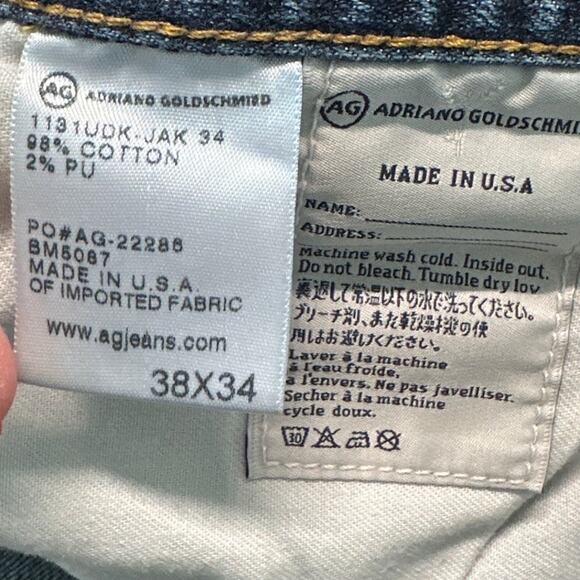 AG ADRIANO GOLDSCHMIED
1131UDK-JAK 34
98% COTTON
2% PU
PO#AG-22286
BM5087
MADE IN U.S.A.
OF IMPORTED FABRIC
www.agjeans.com
38X34
AG ADRIANO GOLDSCHMI
MADE IN U.S.A
NAME:
ADDRESS:
Machine wash cold. Inside out.
Do not bleach. Tumble dry low
裏返して常温以下の水で洗ってください。
ブリーチ剤、また乾燥機の使
用はお避けください。
Laver à la machine
à l'eau froide,
à l'envers. Ne pas javelliser.
Secher à la machine
cycle doux.
30